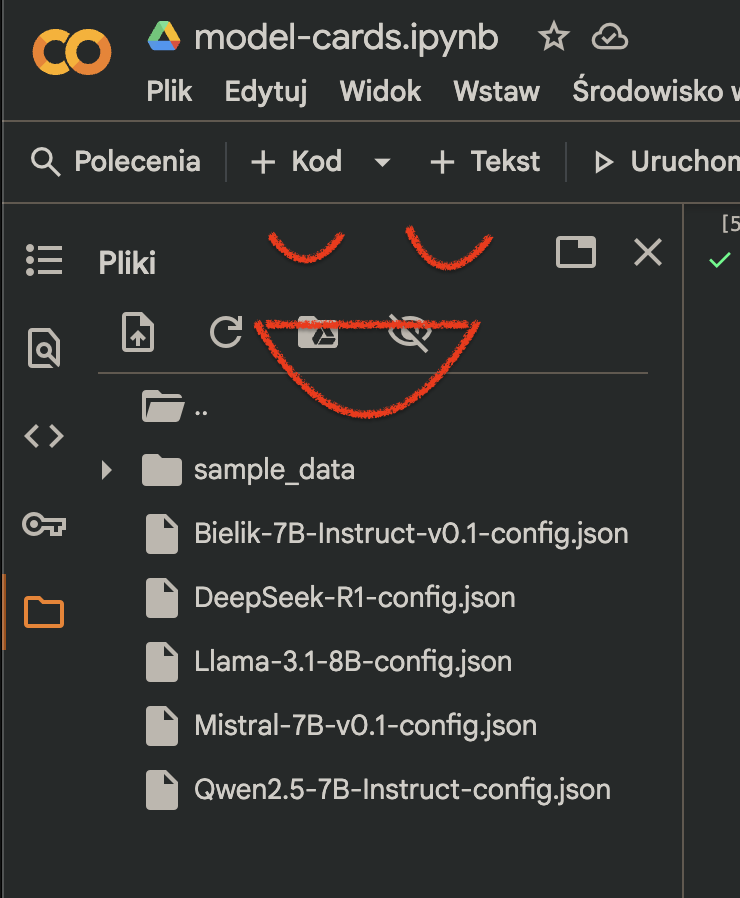 model-cards.ipynb
Plik Edytuj Widok Wstaw Środowisko
Polecenia + Kod + Tekst
[5
Pliki
..
sample_data
Bielik-7B-Instruct-v0.1-config.json
DeepSeek-R1-config.json
Llama-3.1-8B-config.json
Mistral-7B-v0.1-config.json
Qwen2.5-7B-Instruct-config.json